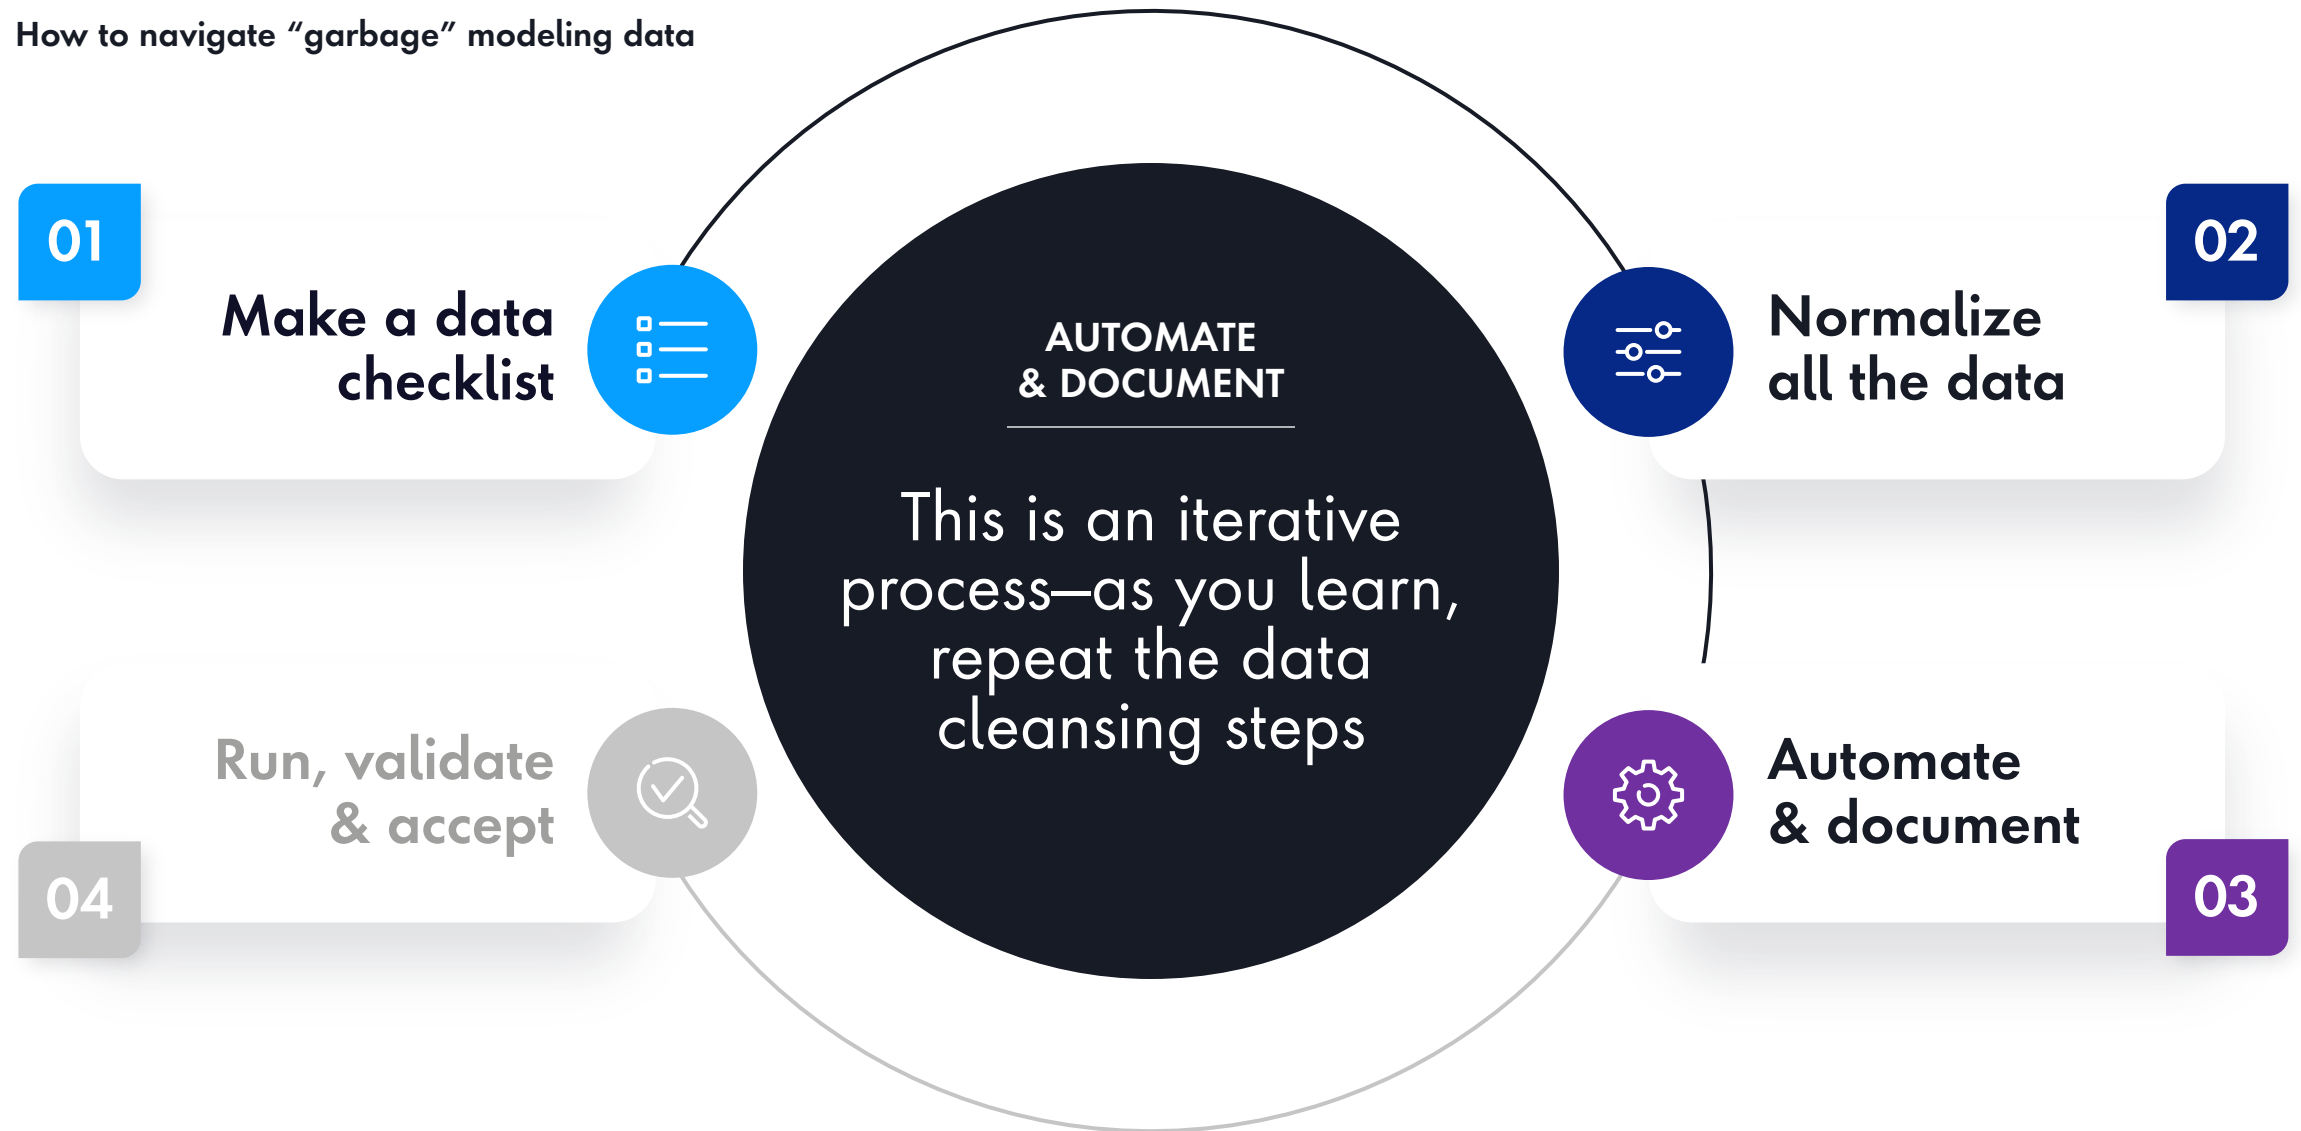 How to navigate “garbage” modeling data
01
Make a data
checklist
02
Normalize
all the data
AUTOMATE
& DOCUMENT
This is an iterative
process—as you learn,
repeat the data
cleansing steps
03
Automate
& document
04
Run, validate
& accept